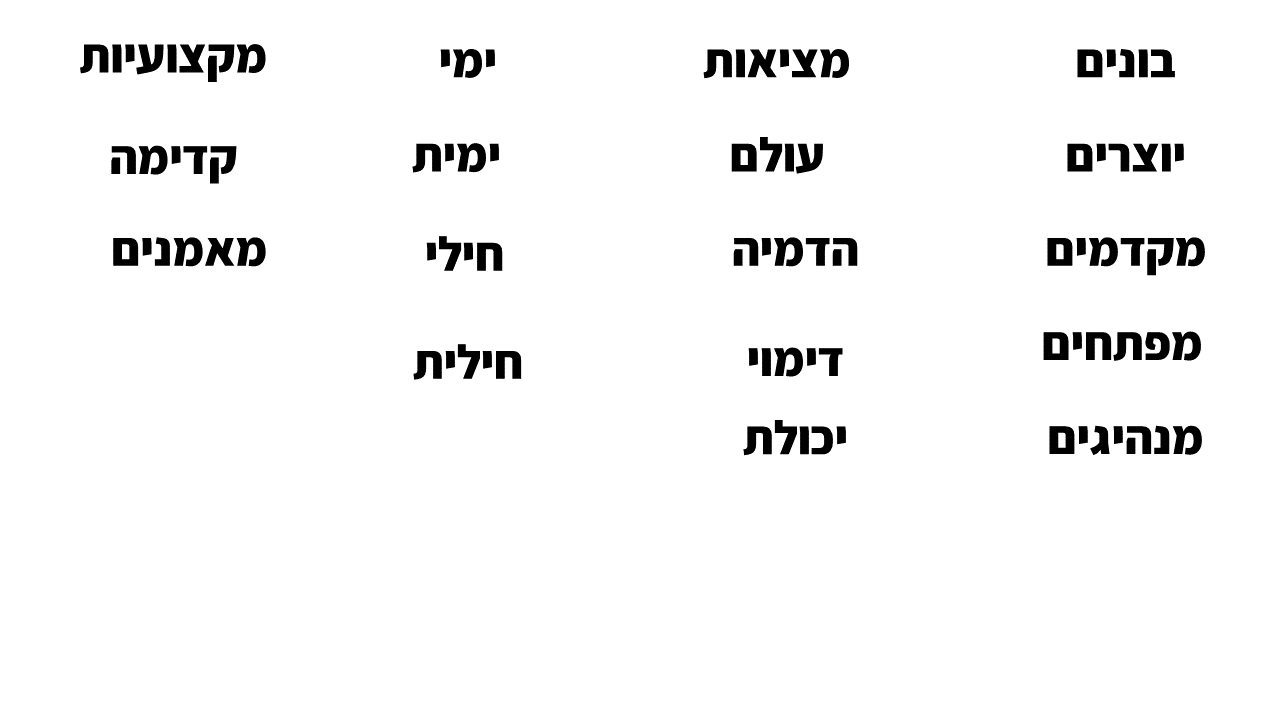 בונים מציאות ימי מקצועיות
יוצרים עולם ימית קדימה
מקדמים הדמיה חילי מאמנים
מפתחים דימוי חילית
מנהיגים יכולת